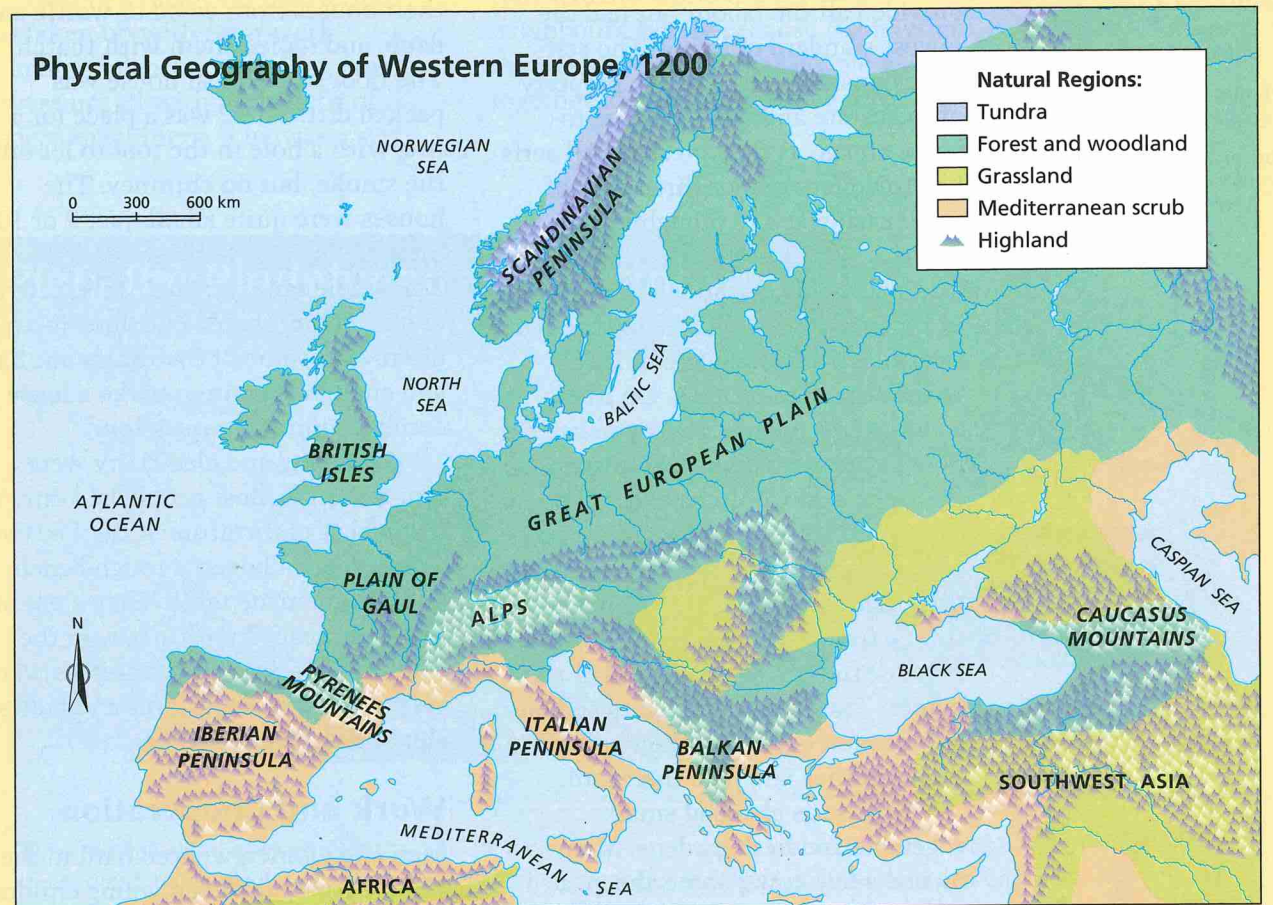 Physical Geography of Western Europe, 1200
Natural Regions:
Tundra
Forest and woodland
Grassland
Mediterranean scrub
Highland
NORWEGIAN
SEA
0 300 600 km
SCANDINAVIAN
PENINSULA
NORTH
SEA
BALTIC SEA
BRITISH
ISLES
ATLANTIC
OCEAN
GREAT EUROPEAN PLAIN
PLAIN OF
GAUL
ALPS
CASPIAN SEA
CAUCASUS
MOUNTAINS
N
BLACK SEA
PYRENEES
MOUNTAINS
IBERIAN
PENINSULA
ITALIAN
PENINSULA
BALKAN
PENINSULA
SOUTHWEST ASIA
MEDITERRANEAN SEA
AFRICA